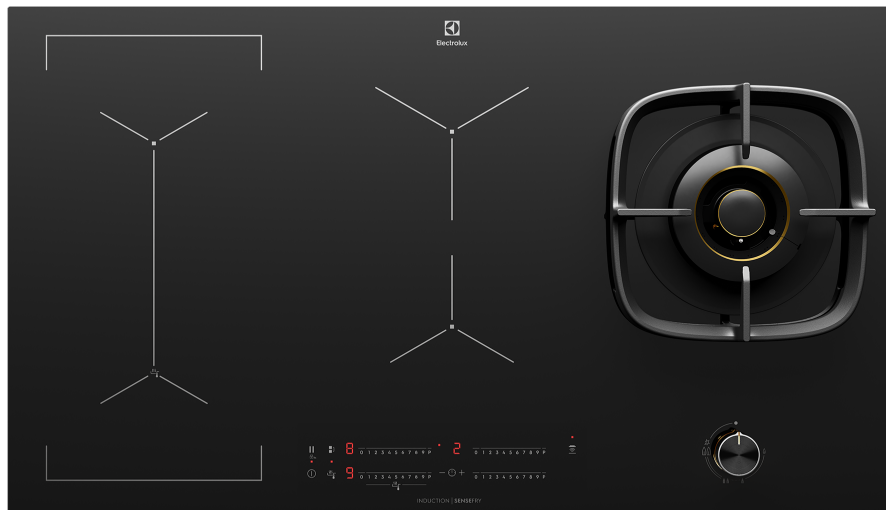 Electrolux
8 0 1 2 3 4 5 6 7 8 9 P 2 0 1 2 3 4 5 6 7 8 9 P
9 0 1 2 3 4 5 6 7 8 9 P − + 0 1 2 3 4 5 6 7 8 9 P
INDUCTION | SENSEFRY